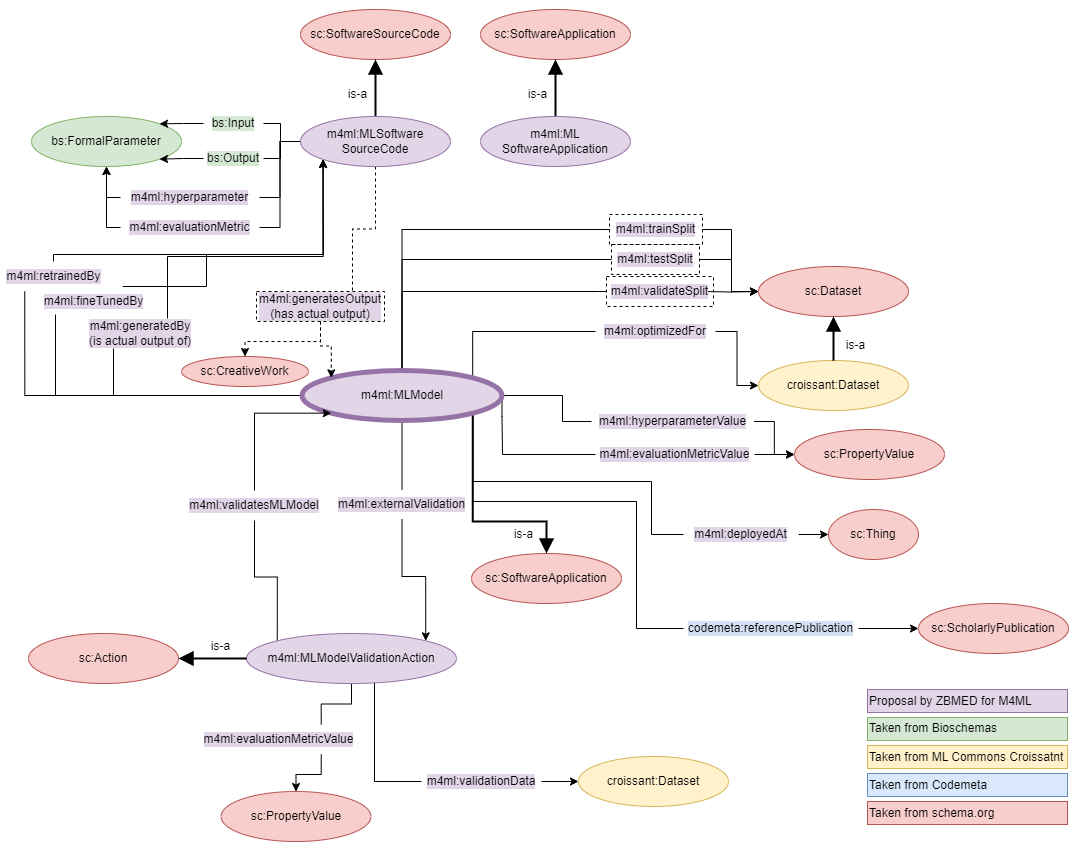 sc:SoftwareSourceCode
sc:SoftwareApplication
is-a
is-a
bs:Input
bs:FormalParameter
m4ml:MLSoftware
SourceCode
m4ml:ML
SoftwareApplication
bs:Output
m4ml:hyperparameter
m4ml:evaluationMetric
m4ml:trainSplit
m4ml:testSplit
m4ml:retrainedBy
m4ml:validateSplit
sc:Dataset
m4ml:fineTunedBy
m4ml:generatesOutput
(has actual output)
m4ml:generatedBy
(is actual output of)
m4ml:optimizedFor
is-a
sc:CreativeWork
m4ml:MLModel
croissant:Dataset
m4ml:hyperparameterValue
m4ml:evaluationMetricValue
sc:PropertyValue
m4ml:validatesMLModel
m4ml:externalValidation
is-a
m4ml:deployedAt
sc:Thing
sc:SoftwareApplication
codemeta:referencePublication
sc:ScholarlyPublication
is-a
sc:Action
m4ml:MLModelValidationAction
m4ml:evaluationMetricValue
m4ml:validationData
croissant:Dataset
sc:PropertyValue
Proposal by ZBMED for M4ML
Taken from Bioschemas
Taken from ML Commons Croissatnt
Taken from Codemeta
Taken from schema.org